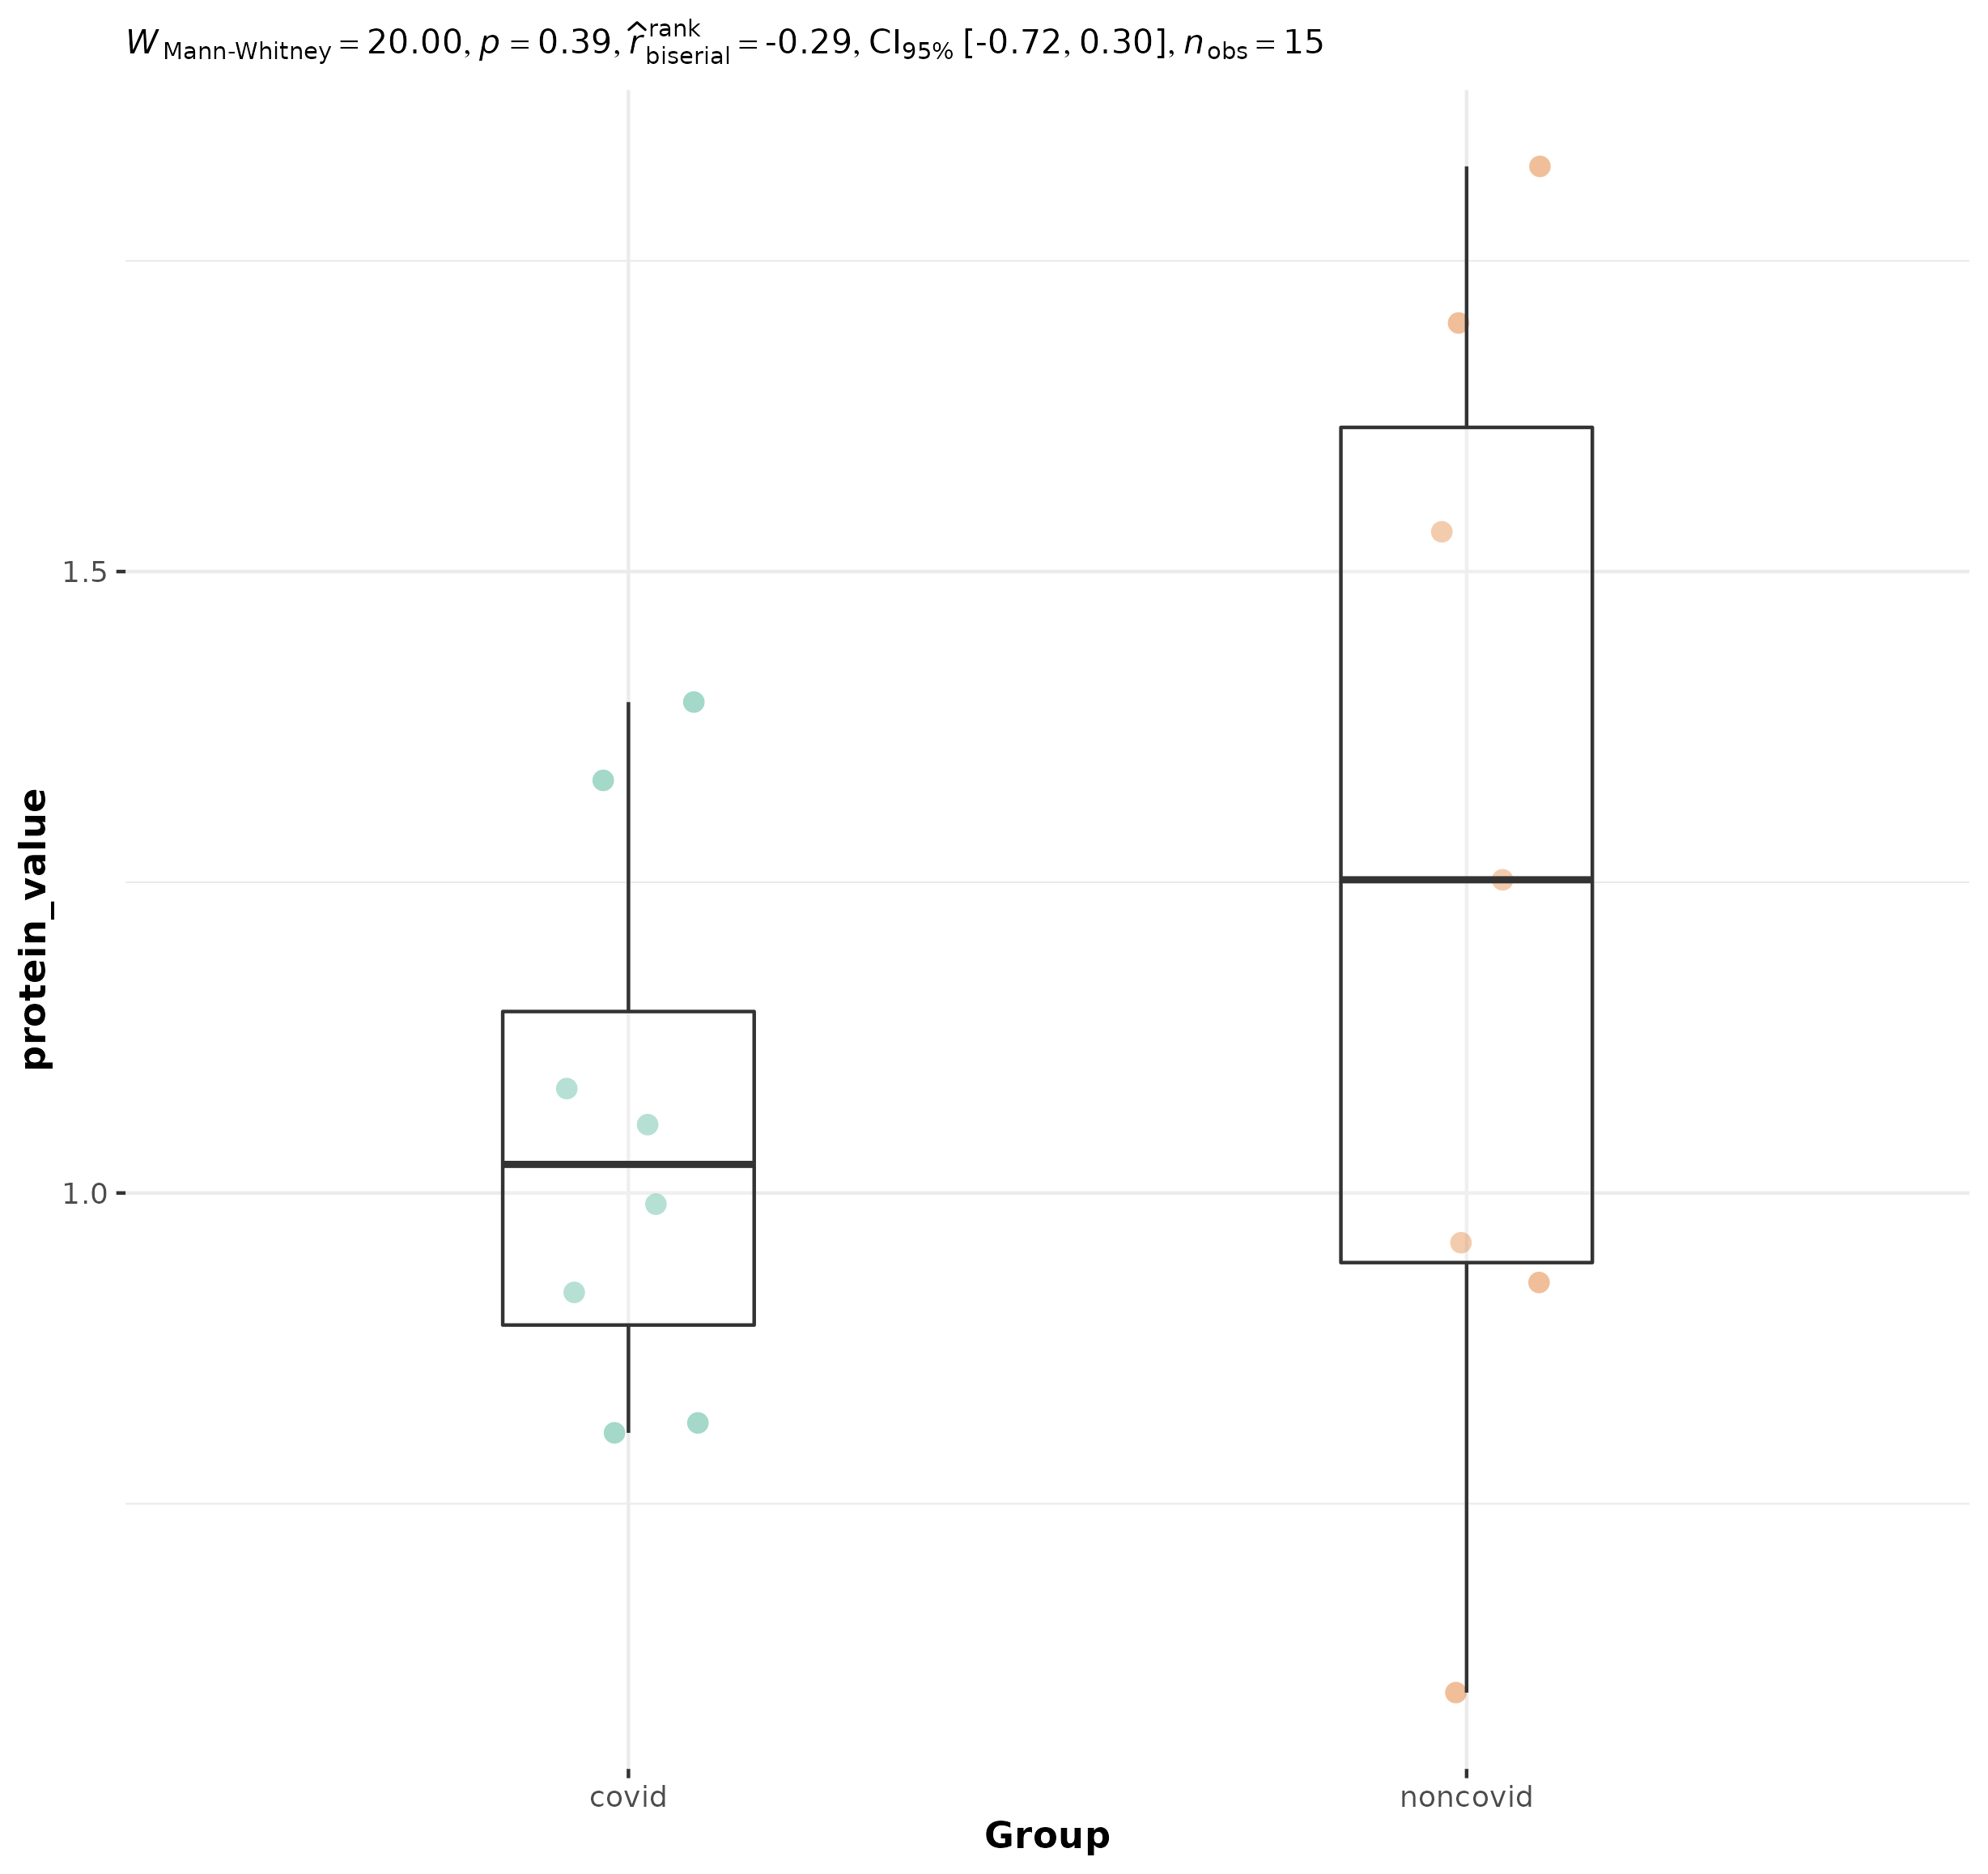 W Mann-Whitney = 20.00, p = 0.39, r̂ rank biserial = -0.29, CI95% [-0.72, 0.30], nobs = 15
protein_value
1.5
1.0
covid noncovid
Group